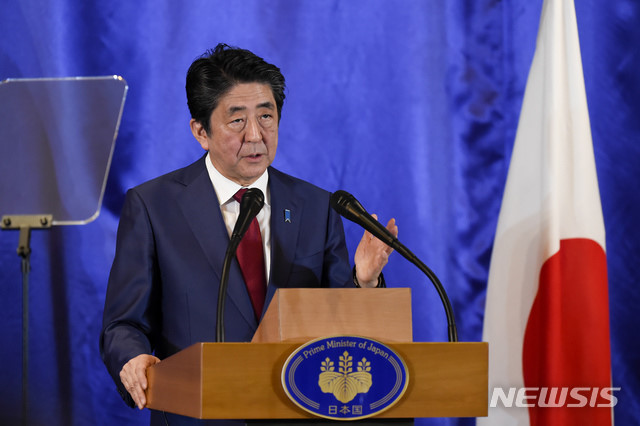 Prime Minister of Japan
日本国
NEWSIS